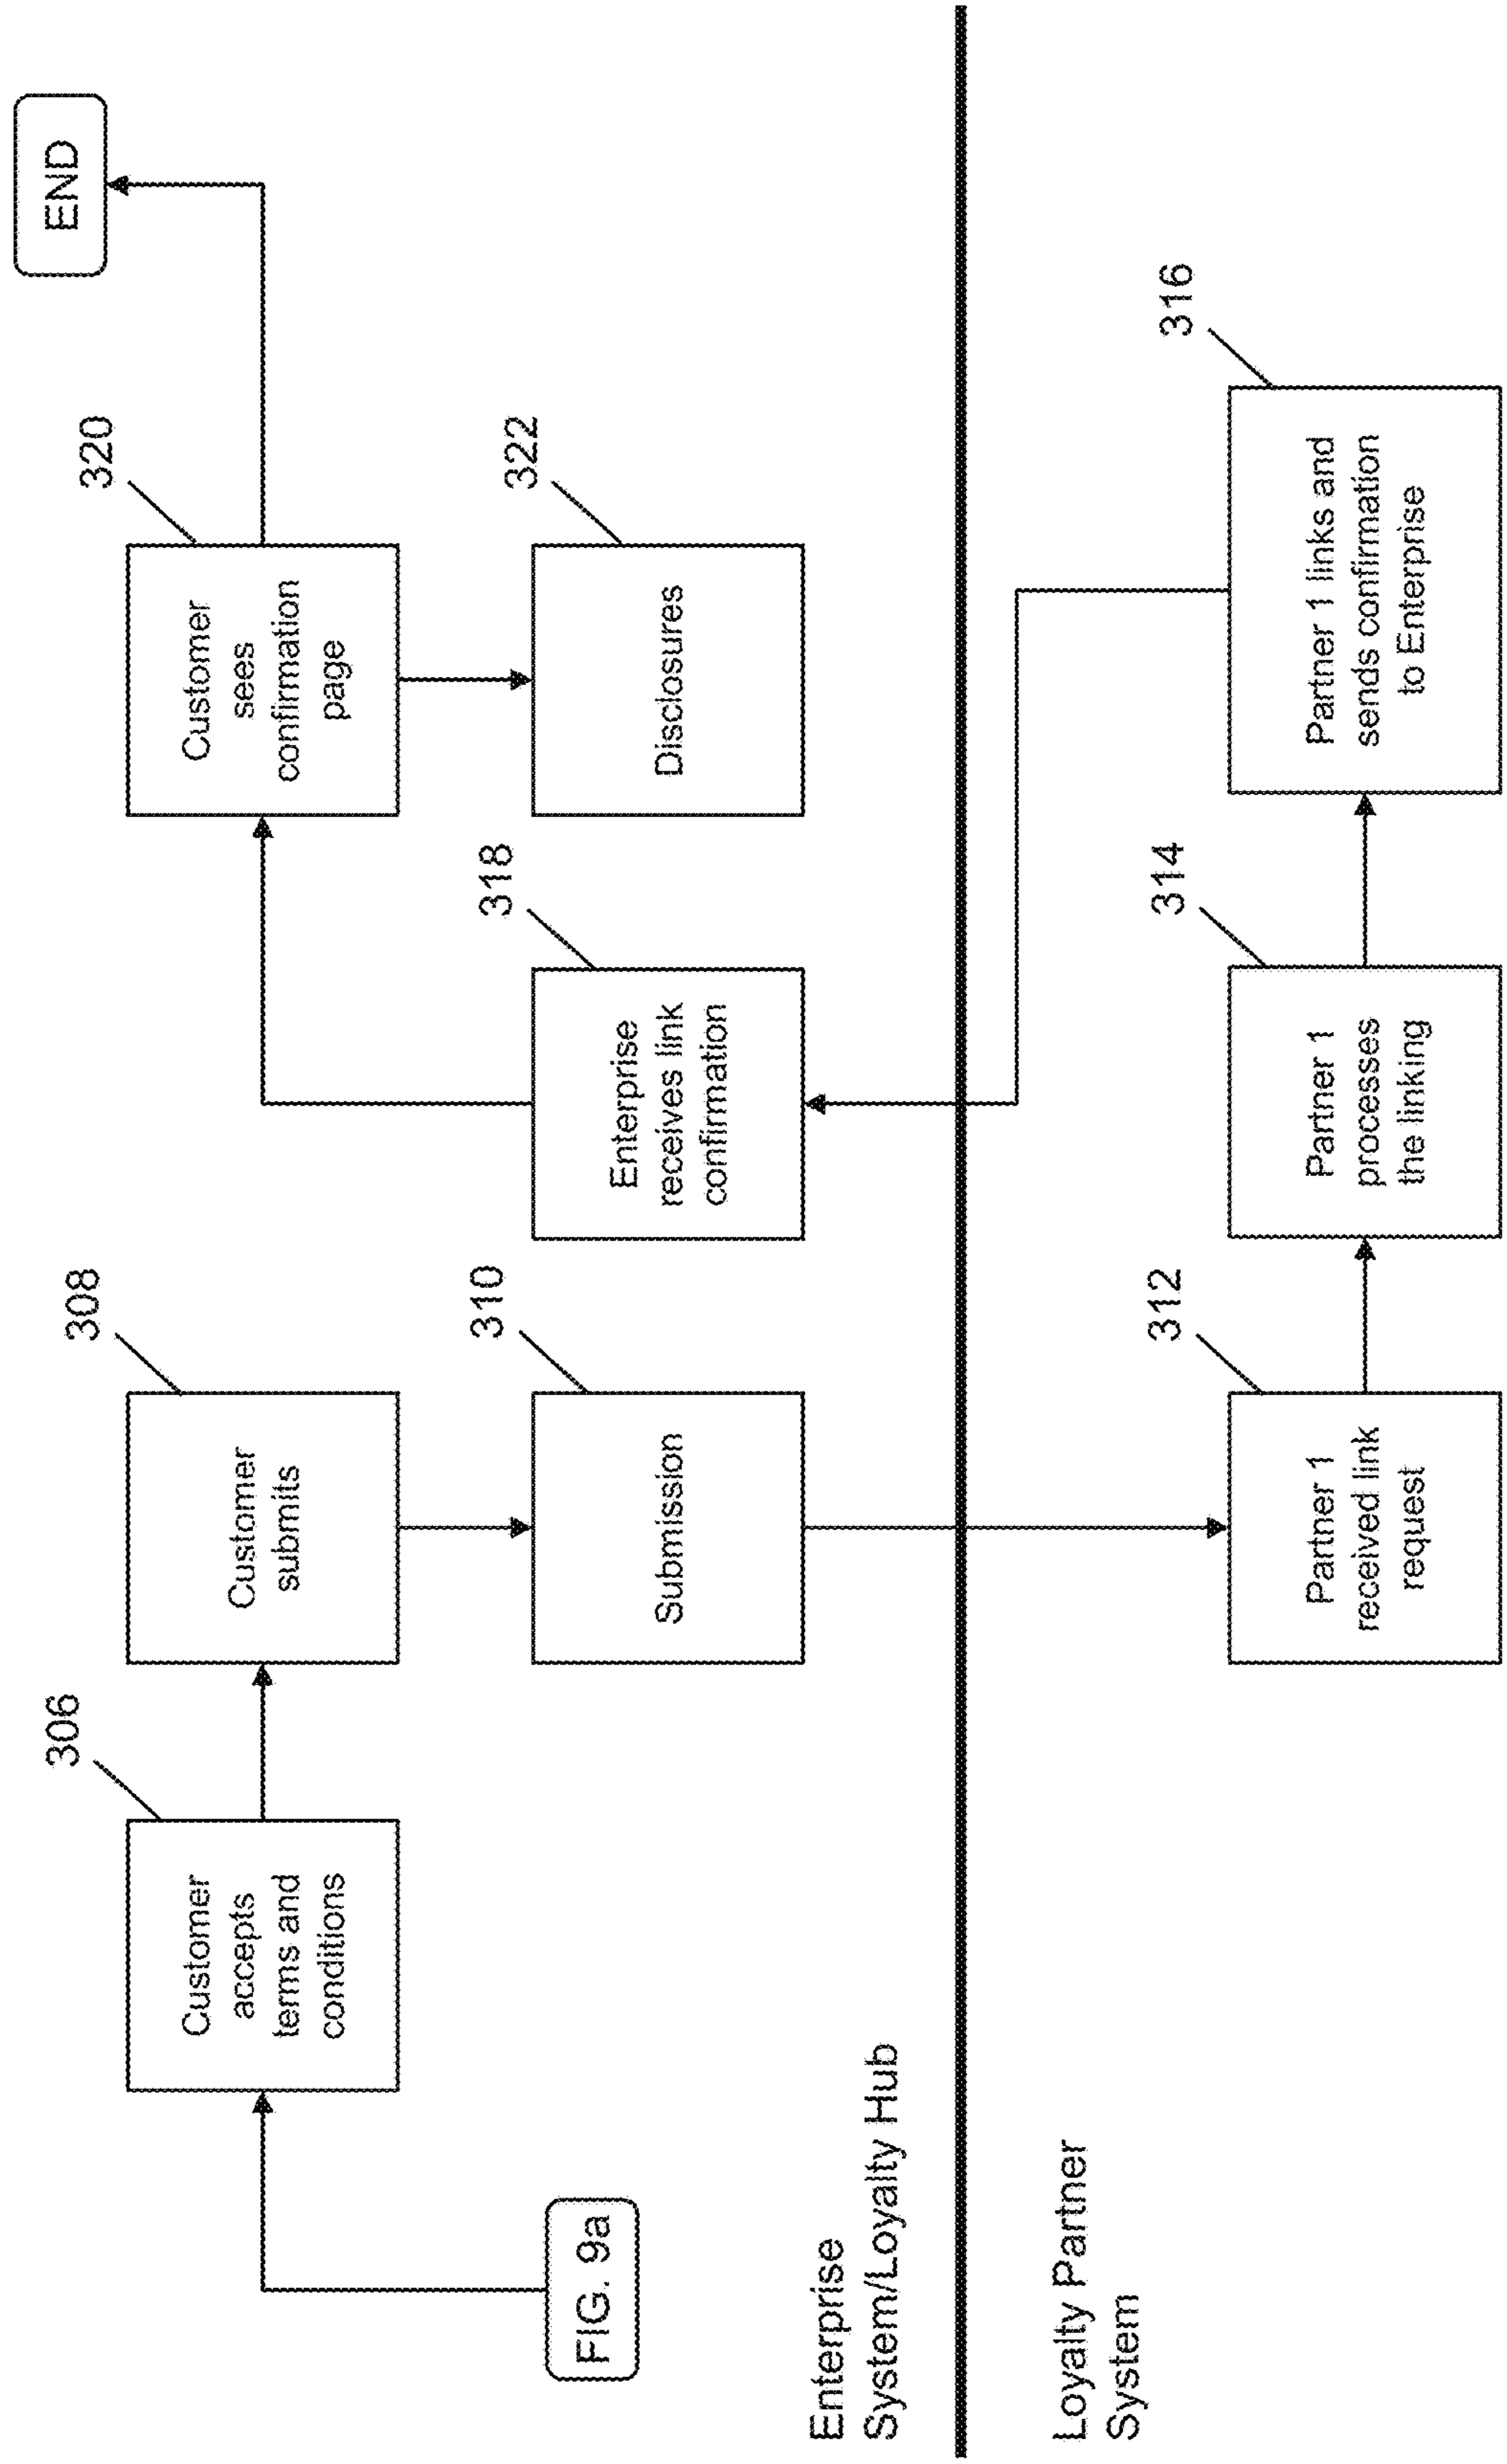 FIG. 9a
306
Customer
accepts
terms and
conditions
308
Customer
submits
310
Submission
Enterprise
System/Loyalty Hub
Loyalty Partner
System
312
Partner 1
received link
request
314
Partner 1
processes
the linking
316
Partner 1 links and
sends confirmation
to Enterprise
318
Enterprise
receives link
confirmation
320
Customer
sees
confirmation
page
322
Disclosures
END